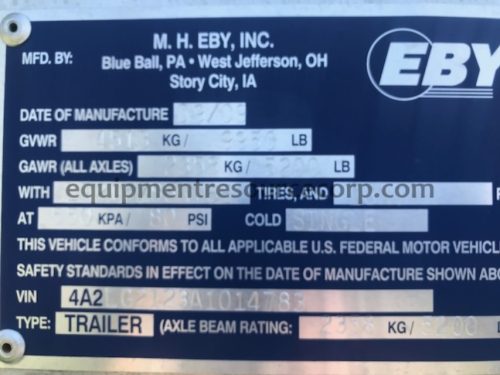 M. H. EBY, INC.
MFD. BY: Blue Ball, PA • West Jefferson, OH
Story City, IA
EBY
DATE OF MANUFACTURE
GVWR KG/ LB
GAWR (ALL AXLES) KG/ LB
WITH TIRES, AND
equipmentresourcecorp.com
AT KPA/ PSI COLD SINGLE
THIS VEHICLE CONFORMS TO ALL APPLICABLE U.S. FEDERAL MOTOR VEHICL
SAFETY STANDARDS IN EFFECT ON THE DATE OF MANUFACTURE SHOWN ABO
VIN 4A2
TYPE: TRAILER (AXLE BEAM RATING: KG/ 5200 L